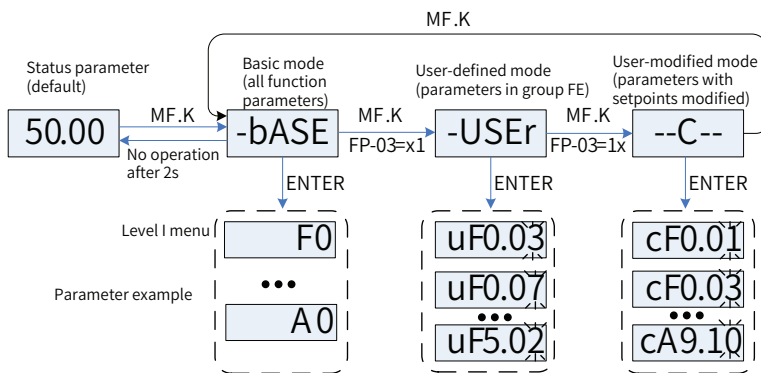 MF.K
Status parameter
(default)
Basic mode
(all function
parameters)
User-defined mode
(parameters in group FE)
User-modified mode
(parameters with
setpoints modified)
50.00
MF.K
No operation
after 2s
-bASE
MF.K
FP-03=x1
-USEr
MF.K
FP-03=1x
--C--
ENTER
ENTER
ENTER
Level I menu
F0
uF0.03
cF0.01
Parameter example
•••
uF0.07
cF0.03
•••
•••
A0
uF5.02
cA9.10